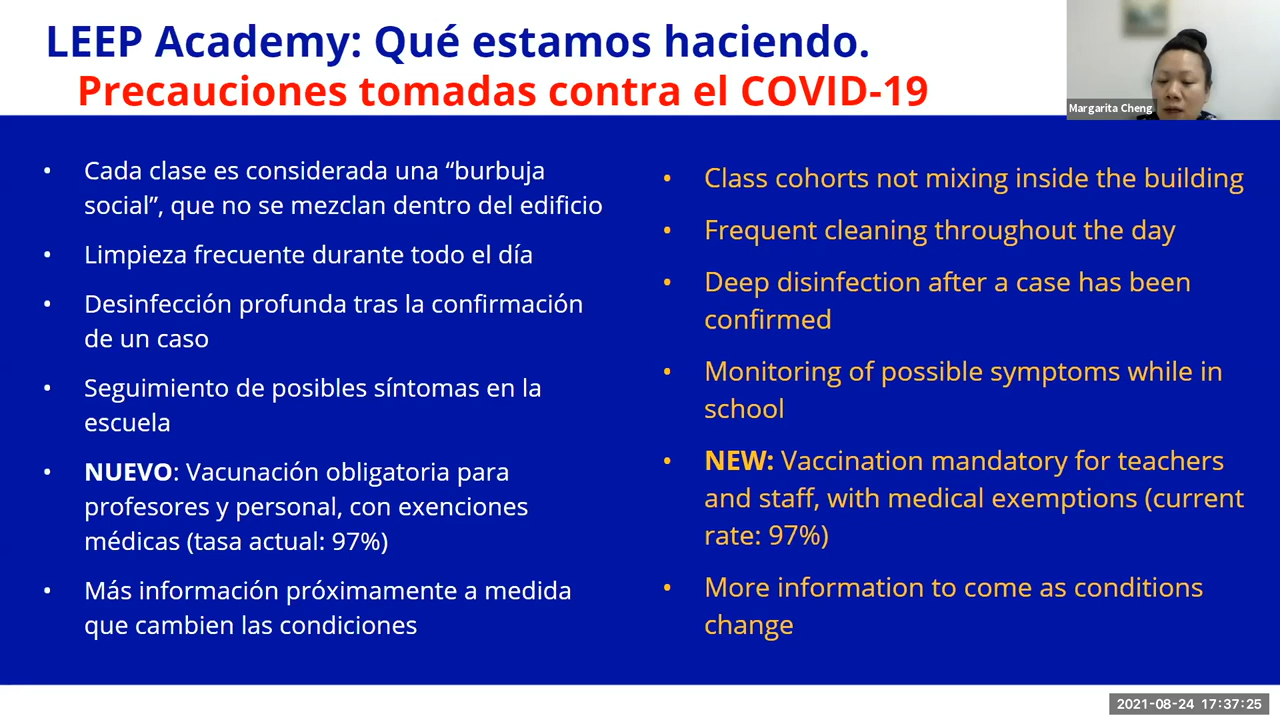 LEEP Academy: Qué estamos haciendo.
Precauciones tomadas contra el COVID-19
Margarita Cheng
• Cada clase es considerada una “burbuja
social”, que no se mezclan dentro del edificio
• Limpieza frecuente durante todo el día
• Desinfección profunda tras la confirmación
de un caso
• Seguimiento de posibles síntomas en la
escuela
• NUEVO: Vacunación obligatoria para
profesores y personal, con exenciones
médicas (tasa actual: 97%)
• Más información próximamente a medida
que cambien las condiciones
• Class cohorts not mixing inside the building
• Frequent cleaning throughout the day
• Deep disinfection after a case has been
confirmed
• Monitoring of possible symptoms while in
school
• NEW: Vaccination mandatory for teachers
and staff, with medical exemptions (current
rate: 97%)
• More information to come as conditions
change
2021-08-24 17:37:25